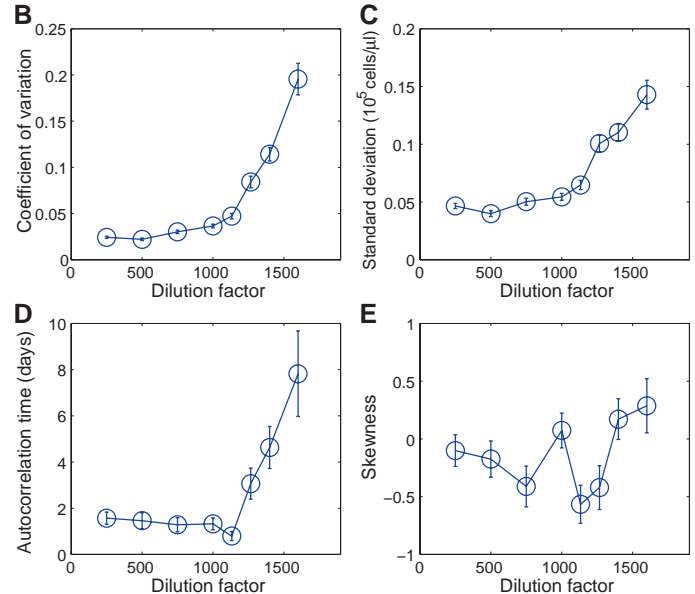 B
Coefficient of variation
0.25
0.2
0.15
0.1
0.05
0
0 500 1000 1500
Dilution factor
C
Standard deviation (10⁵ cells/μl)
0.2
0.15
0.1
0.05
0
0 500 1000 1500
Dilution factor
D
Autocorrelation time (days)
10
8
6
4
2
0
0 500 1000 1500
Dilution factor
E
Skewness
1
0.5
0
−0.5
−1
0 500 1000 1500
Dilution factor